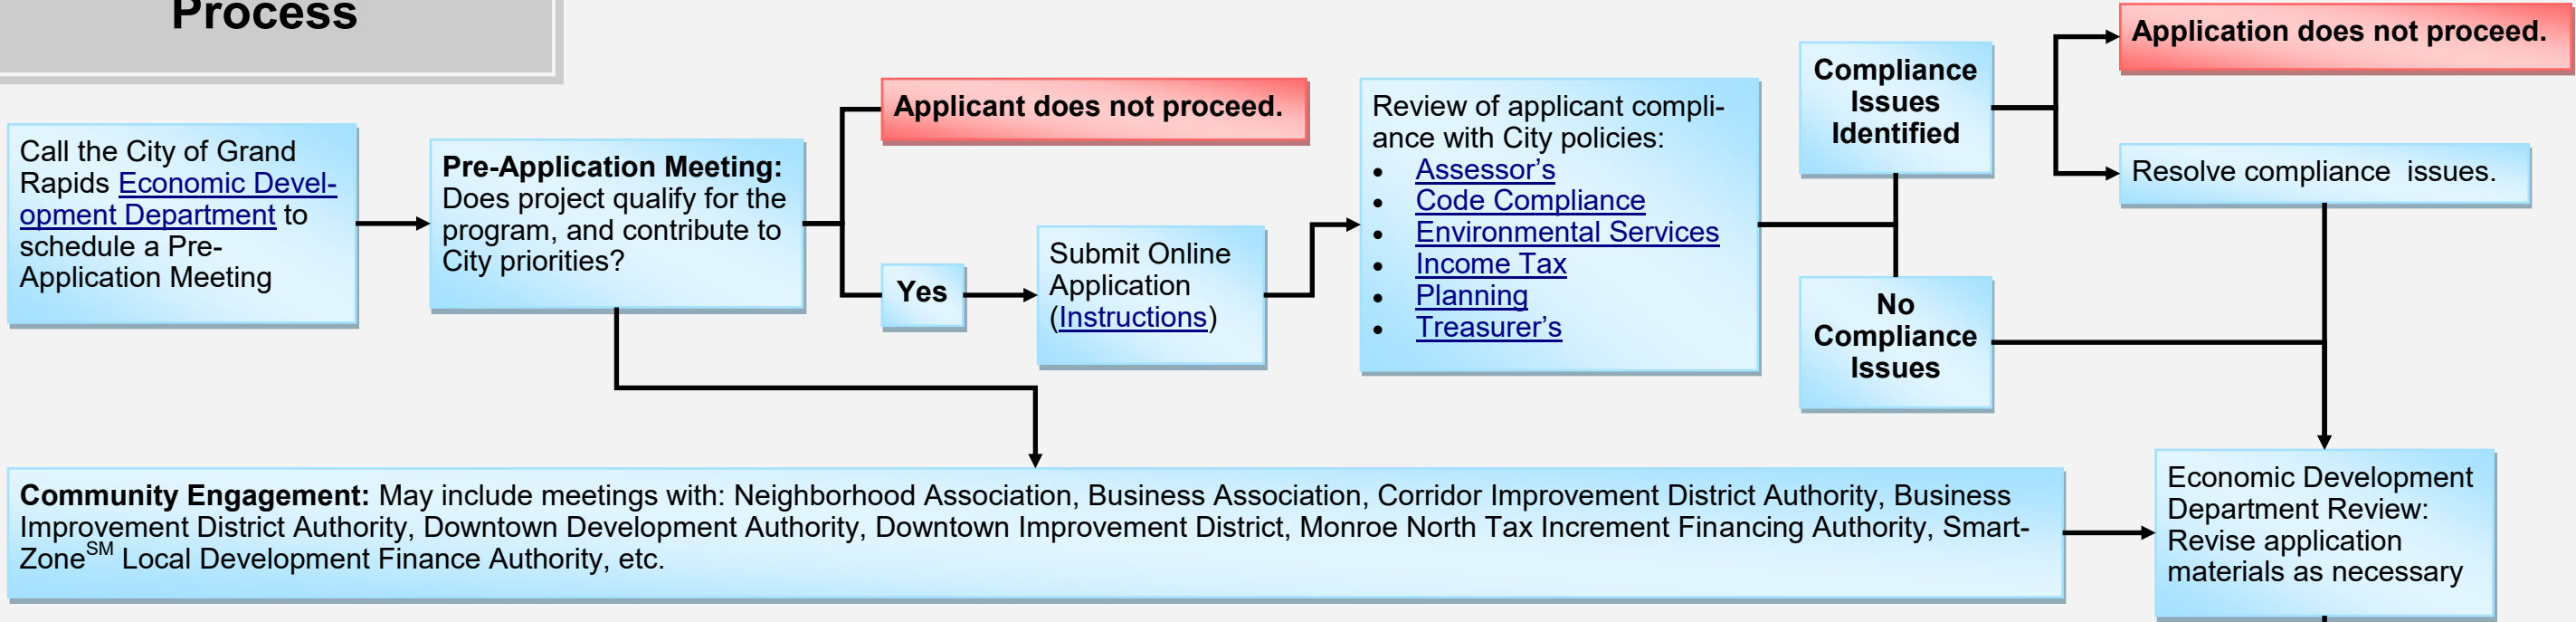 Process
Call the City of Grand
Rapids Economic Devel-
opment Department to
schedule a Pre-
Application Meeting
Pre-Application Meeting:
Does project qualify for the
program, and contribute to
City priorities?
Applicant does not proceed.
Yes
Submit Online
Application
(Instructions)
Review of applicant compli-
ance with City policies:
• Assessor’s
• Code Compliance
• Environmental Services
• Income Tax
• Planning
• Treasurer’s
Compliance
Issues
Identified
No
Compliance
Issues
Application does not proceed.
Resolve compliance  issues.
Community Engagement: May include meetings with: Neighborhood Association, Business Association, Corridor Improvement District Authority, Business
Improvement District Authority, Downtown Development Authority, Downtown Improvement District, Monroe North Tax Increment Financing Authority, Smart-
Zone℠ Local Development Finance Authority, etc.
Economic Development
Department Review:
Revise application
materials as necessary